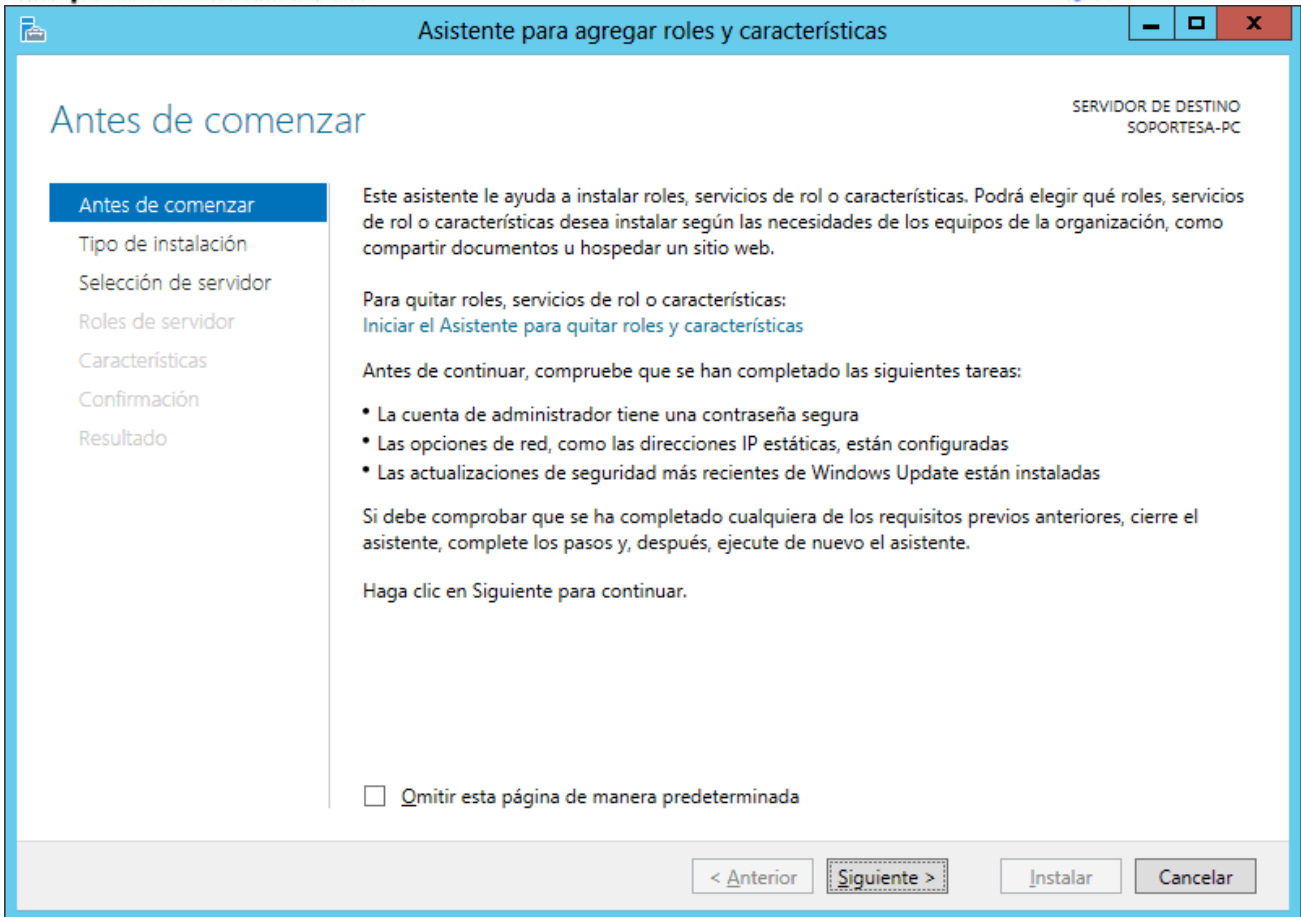 Asistente para agregar roles y características
Antes de comenzar
SERVIDOR DE DESTINO
SOPORTESA-PC
Antes de comenzar
Tipo de instalación
Selección de servidor
Roles de servidor
Características
Confirmación
Resultado
Este asistente le ayuda a instalar roles, servicios de rol o características. Podrá elegir qué roles, servicios
de rol o características desea instalar según las necesidades de los equipos de la organización, como
compartir documentos u hospedar un sitio web.
Para quitar roles, servicios de rol o características:
Iniciar el Asistente para quitar roles y características
Antes de continuar, compruebe que se han completado las siguientes tareas:
• La cuenta de administrador tiene una contraseña segura
• Las opciones de red, como las direcciones IP estáticas, están configuradas
• Las actualizaciones de seguridad más recientes de Windows Update están instaladas
Si debe comprobar que se ha completado cualquiera de los requisitos previos anteriores, cierre el
asistente, complete los pasos y, después, ejecute de nuevo el asistente.
Haga clic en Siguiente para continuar.
Omitir esta página de manera predeterminada
< Anterior
Siguiente >
Instalar
Cancelar